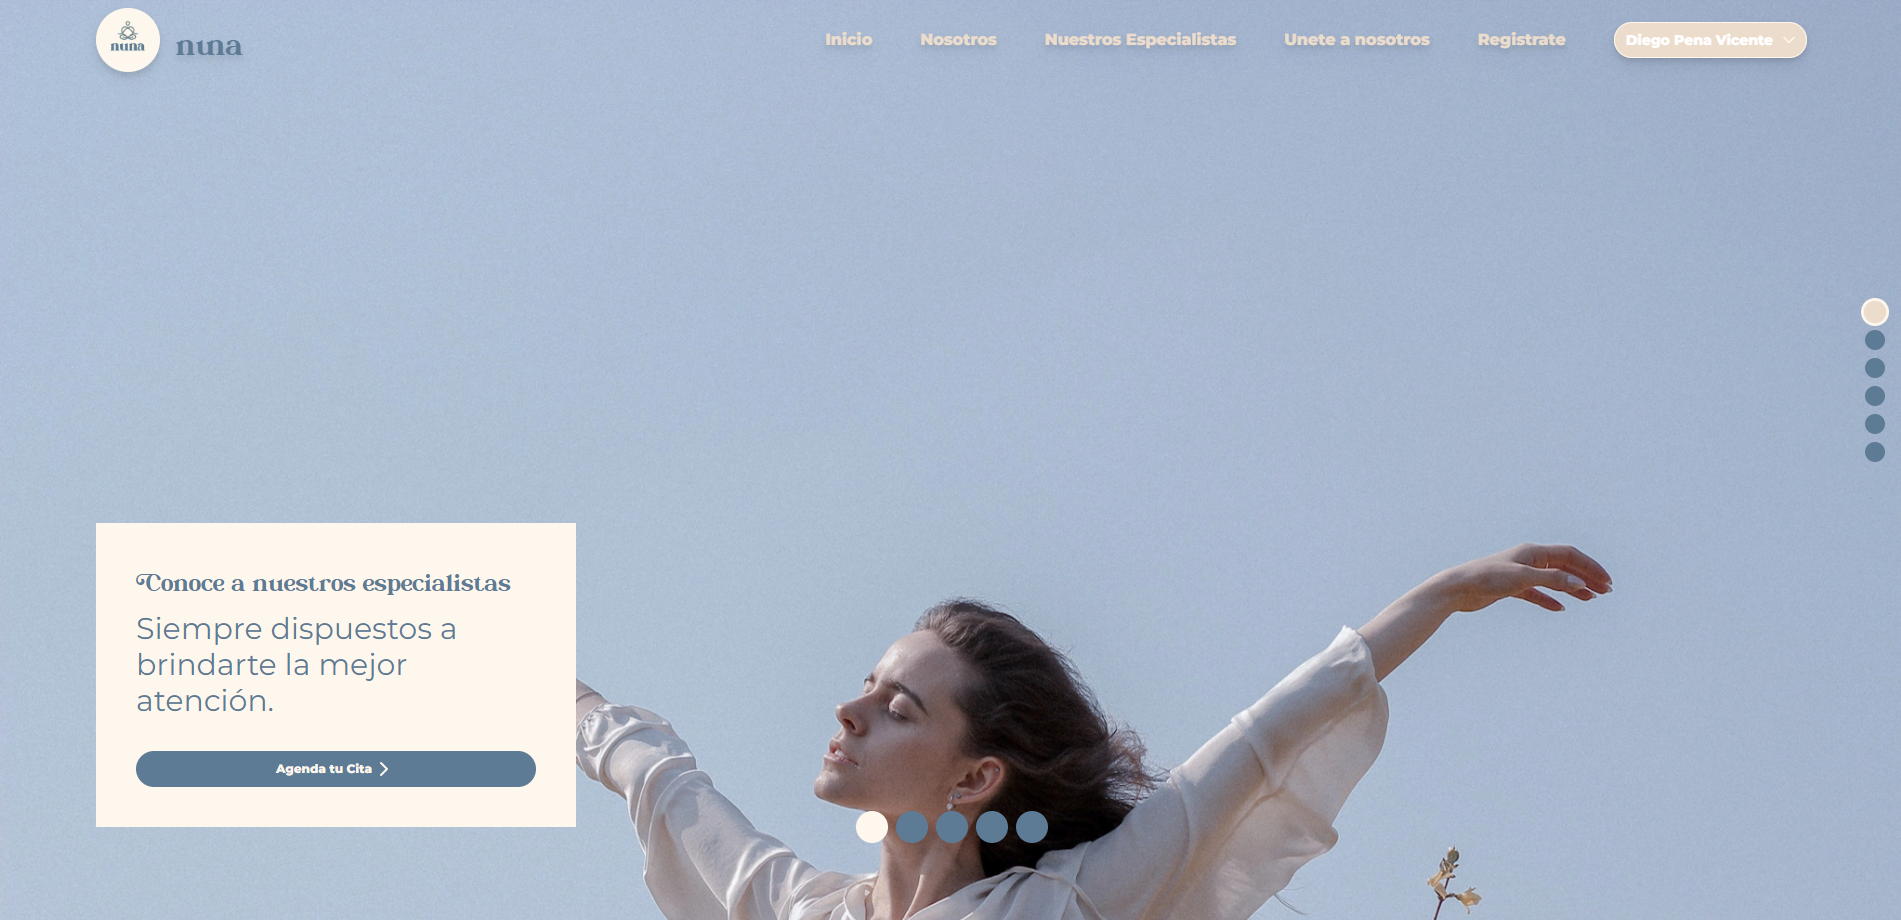 nuna
nuna
Inicio
Nosotros
Nuestros Especialistas
Unete a nosotros
Registrate
Diego Pena Vicente
Conoce a nuestros especialistas
Siempre dispuestos a
brindarte la mejor
atención.
Agenda tu Cita